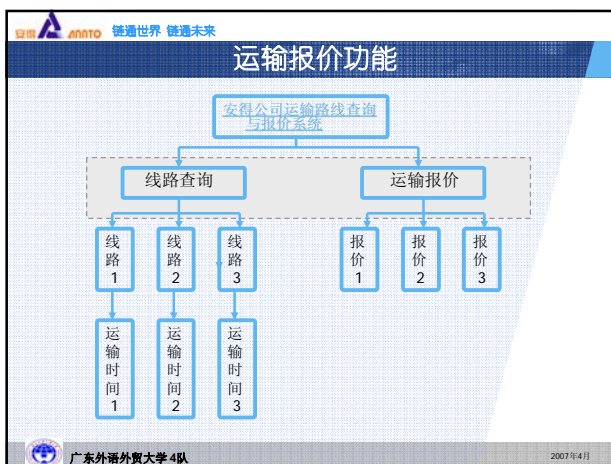 安得 ANNTO 链通世界 链通未来
运输报价功能
安得公司运输路线查询
与报价系统
线路查询
运输报价
线路1
线路2
线路3
报价1
报价2
报价3
运输时间1
运输时间2
运输时间3
广东外语外贸大学 4队
2007年4月